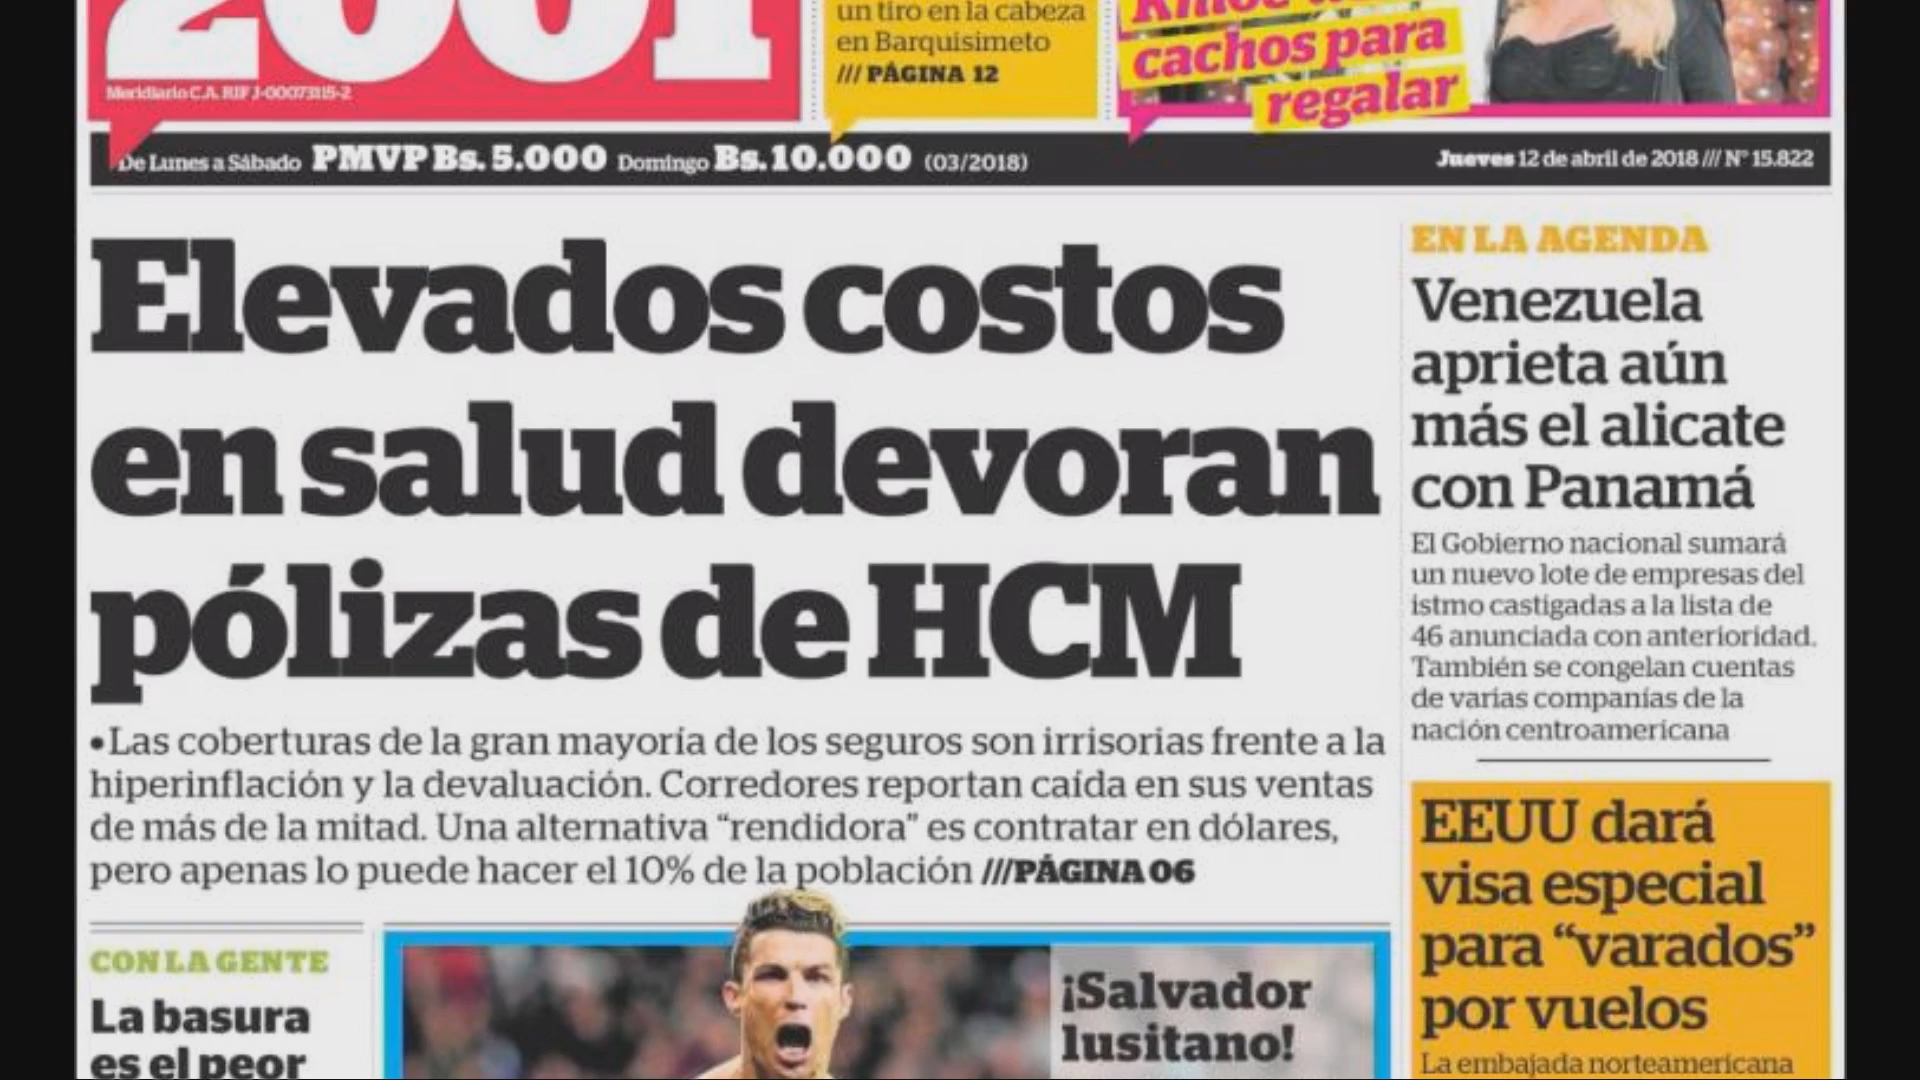 2001
Meridiario C.A. RIF J-00073115-2
un tiro en la cabeza
en Barquisimeto
/// PÁGINA 12
cachos para
regalar
De Lunes a Sábado PMVP Bs. 5.000 Domingo Bs. 10.000 (03/2018)
Jueves 12 de abril de 2018 /// N° 15.822
Elevados costos
en salud devoran
pólizas de HCM
•Las coberturas de la gran mayoría de los seguros son irrisorias frente a la
hiperinflación y la devaluación. Corredores reportan caída en sus ventas
de más de la mitad. Una alternativa “rendidora” es contratar en dólares,
pero apenas lo puede hacer el 10% de la población ///PÁGINA 06
EN LA AGENDA
Venezuela
aprieta aún
más el alicate
con Panamá
El Gobierno nacional sumará
un nuevo lote de empresas del
istmo castigadas a la lista de
46 anunciada con anterioridad.
También se congelan cuentas
de varias companías de la
nación centroamericana
EEUU dará
visa especial
para “varados”
por vuelos
La embajada norteamericana
CON LA GENTE
La basura
es el peor
¡Salvador
lusitano!